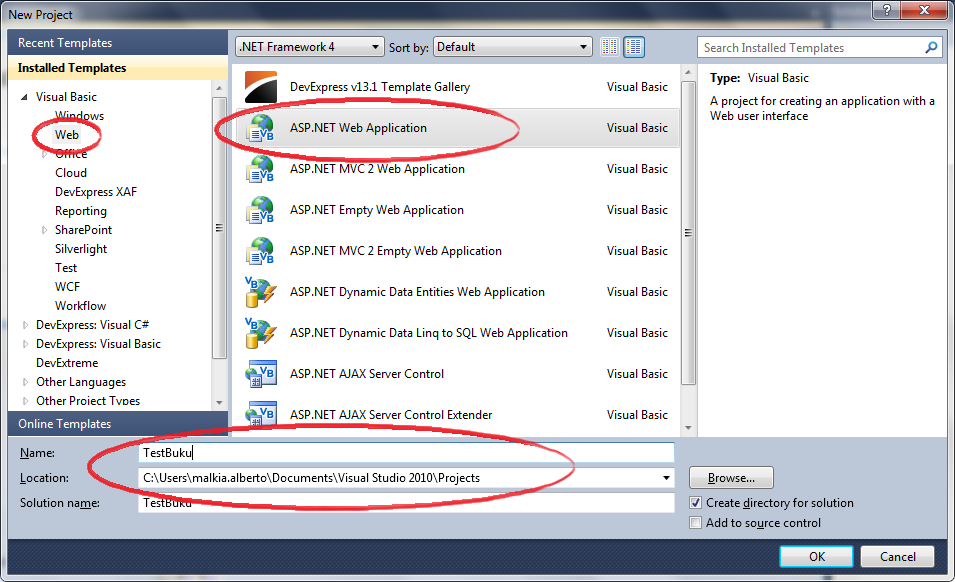 New Project
Recent Templates
Installed Templates
Visual Basic
Windows
Web
Office
Cloud
DevExpress XAF
Reporting
SharePoint
Silverlight
Test
WCF
Workflow
DevExpress: Visual C#
DevExpress: Visual Basic
DevExtreme
Other Languages
Other Project Types
Online Templates
.NET Framework 4 Sort by: Default
DevExpress v13.1 Template Gallery Visual Basic
ASP.NET Web Application Visual Basic
ASP.NET MVC 2 Web Application Visual Basic
ASP.NET Empty Web Application Visual Basic
ASP.NET MVC 2 Empty Web Application Visual Basic
ASP.NET Dynamic Data Entities Web Application Visual Basic
ASP.NET Dynamic Data Linq to SQL Web Application Visual Basic
ASP.NET AJAX Server Control Visual Basic
ASP.NET AJAX Server Control Extender Visual Basic
Search Installed Templates
Type: Visual Basic
A project for creating an application with a
Web user interface
Name: TestBuku
Location: C:\Users\malkia.alberto\Documents\Visual Studio 2010\Projects
Browse...
Solution name: TestBuku
Create directory for solution
Add to source control
OK Cancel